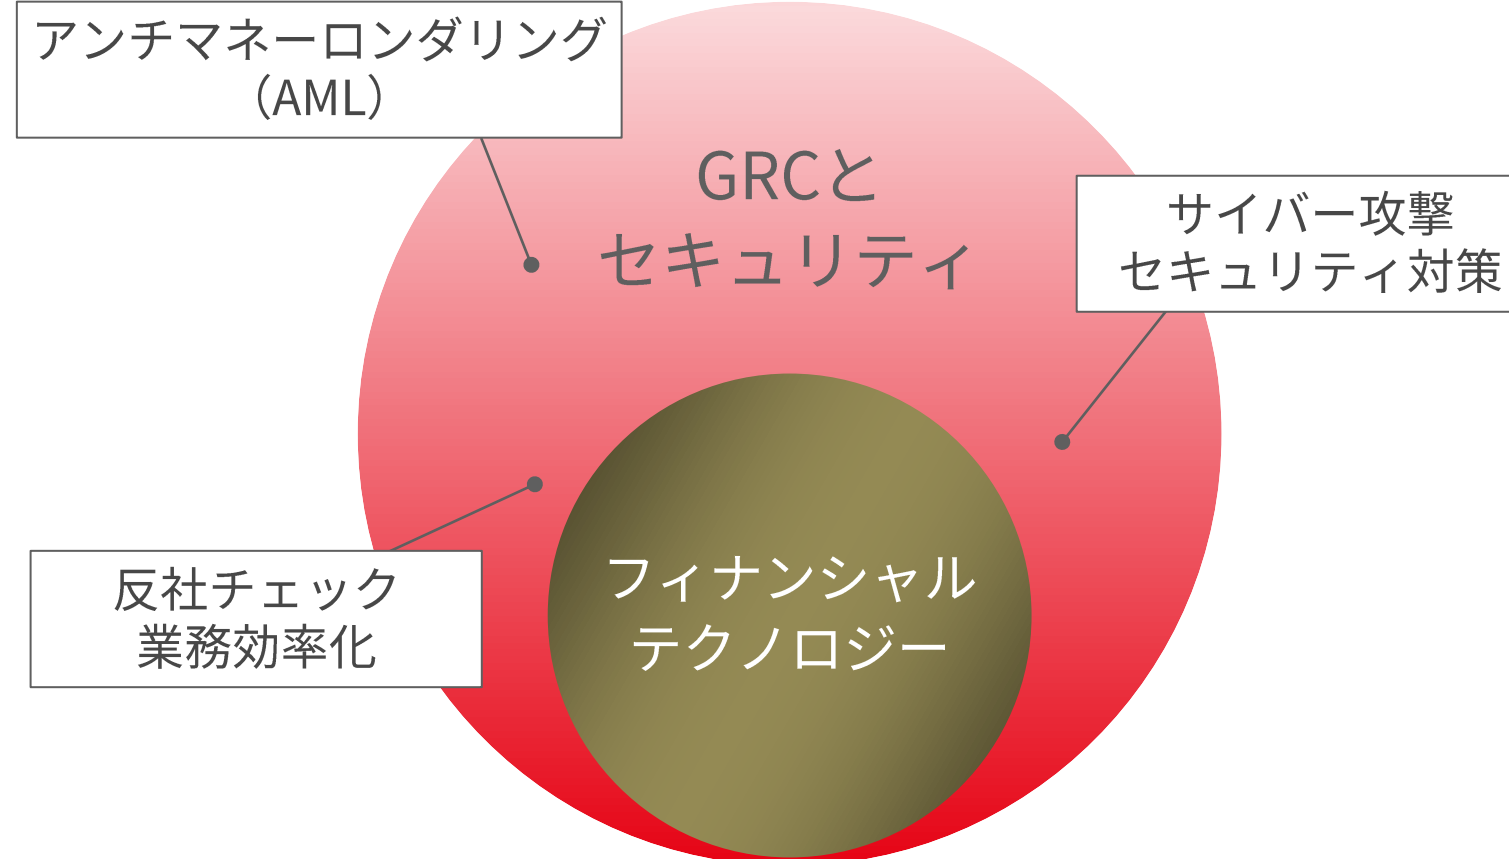 アンチマネーロンダリング
（AML）
GRCと
セキュリティ
サイバー攻撃
セキュリティ対策
反社チェック
業務効率化
フィナンシャル
テクノロジー